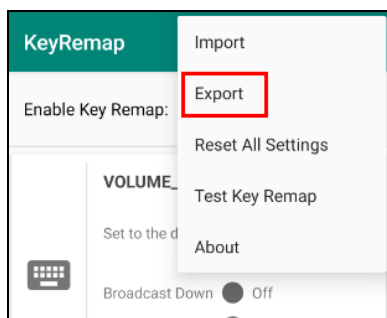 KeyRemap
Import
Export
Enable Key Remap:
Reset All Settings
VOLUME_
Test Key Remap
Set to the d
About
Broadcast Down Off